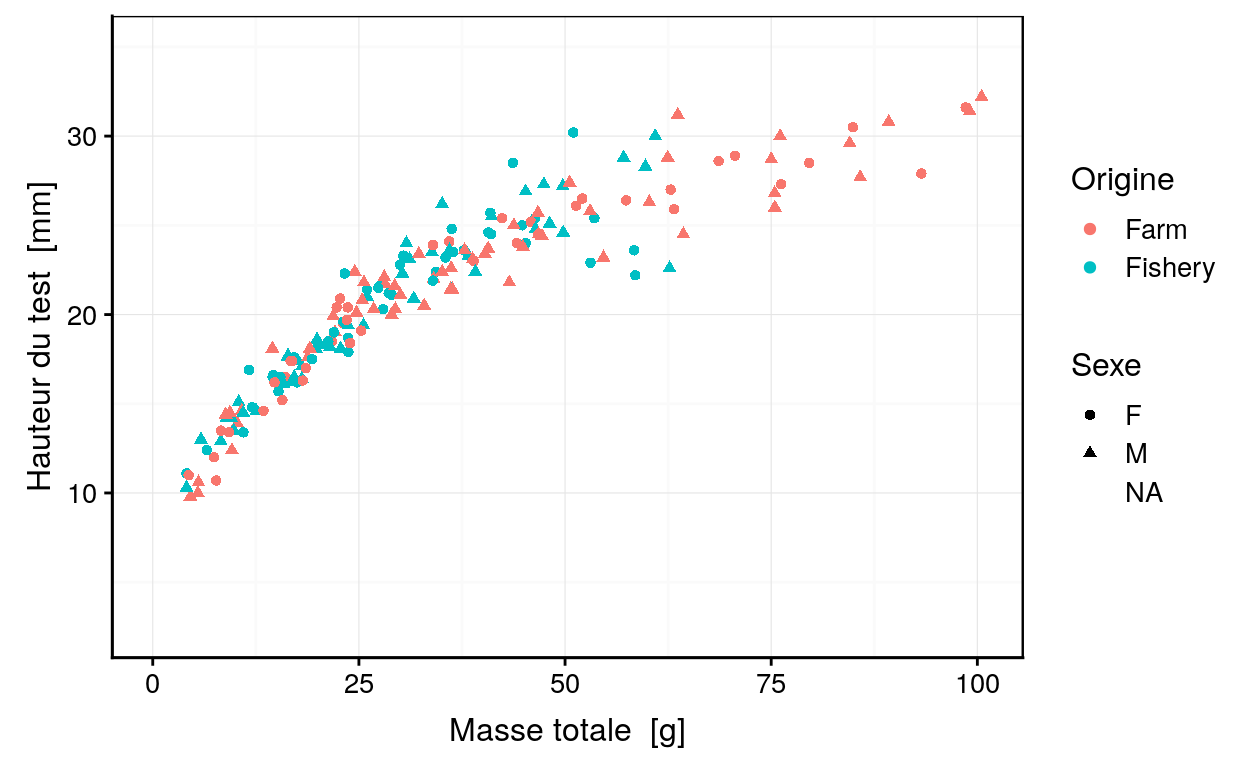 Hauteur du test  [mm]
30
20
10
0
25
50
75
100
Masse totale  [g]
Origine
Farm
Fishery
Sexe
F
M
NA